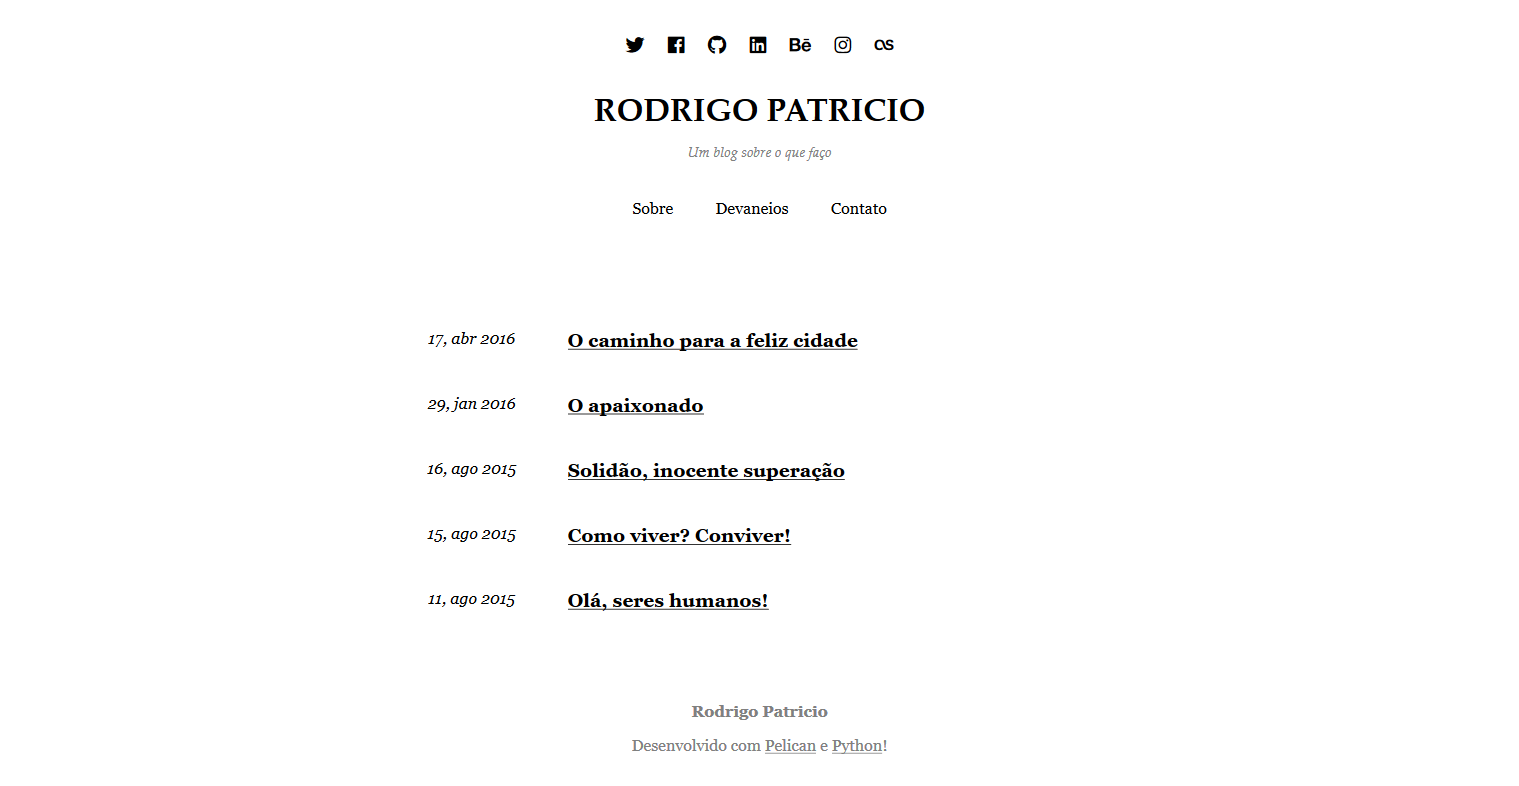 Bē
RODRIGO PATRICIO
Um blog sobre o que faço
Sobre Devaneios Contato
17, abr 2016 O caminho para a feliz cidade
29, jan 2016 O apaixonado
16, ago 2015 Solidão, inocente superação
15, ago 2015 Como viver? Conviver!
11, ago 2015 Olá, seres humanos!
Rodrigo Patricio
Desenvolvido com Pelican e Python!